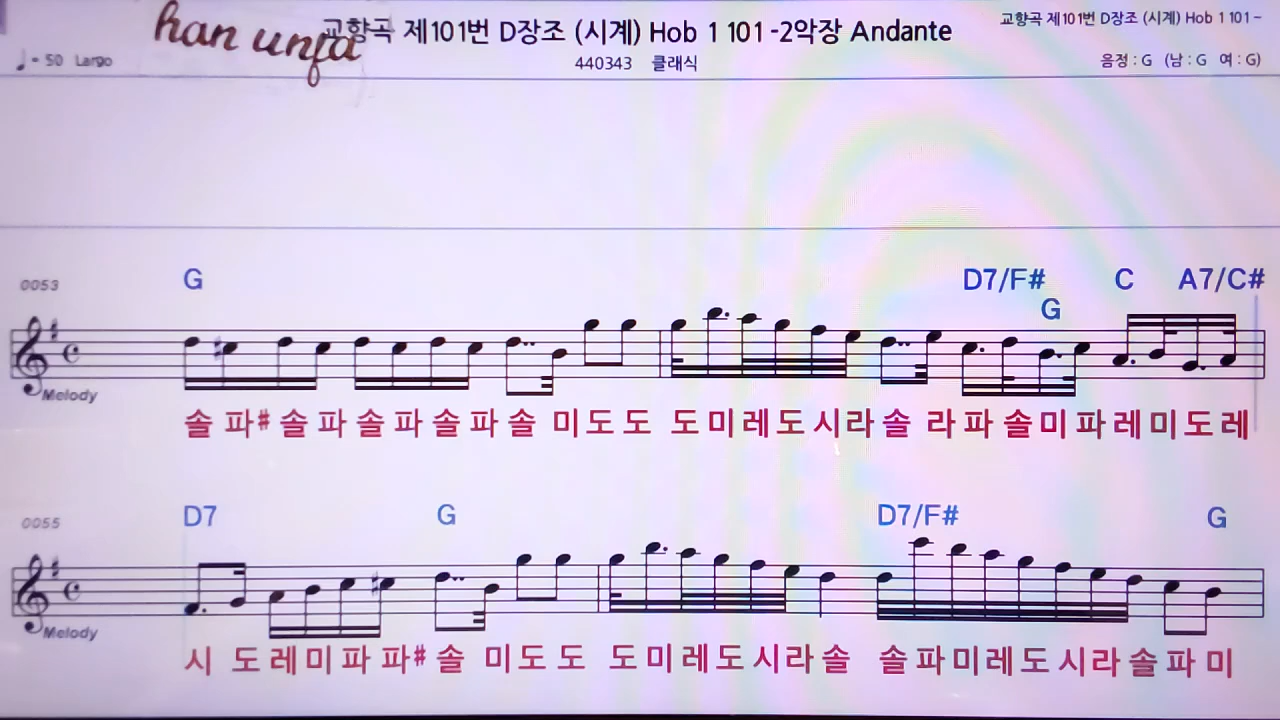 han unfa
교향곡 제101번 D장조 (시계) Hob 1 101 -2악장 Andante
교향곡 제101번 D장조 (시계) Hob 1 101 -
♩= 50 Largo
440343 클래식
음정 : G (남 : G 여 : G)
G D7/F# C A7/C#
G
0053
Melody
솔 파# 솔 파 솔 파 솔 파 솔 미 도 도 도 미 레 도 시 라 솔 라 파 솔 미 파 레 미 도 레
D7 G D7/F# G
0055
Melody
시 도 레 미 파 파# 솔 미 도 도 도 미 레 도 시 라 솔 솔 파 미 레 도 시 라 솔 파 미